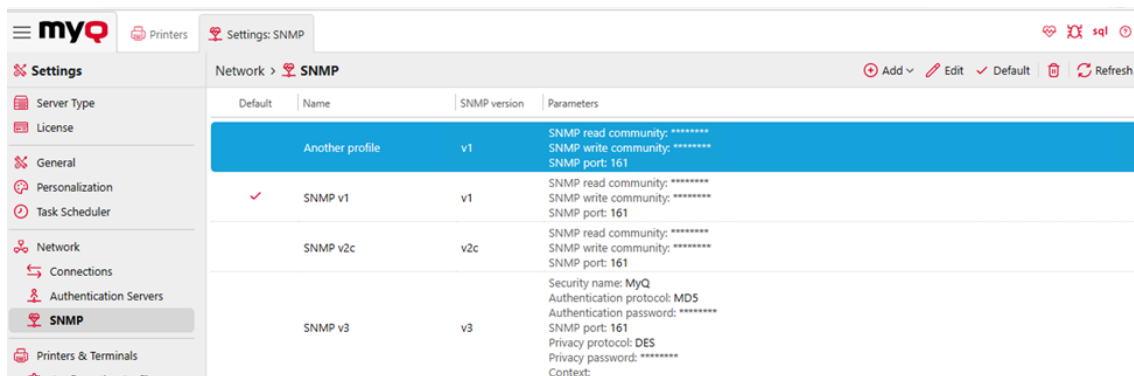 myQ
Printers
Settings: SNMP
sql
Settings
Network > SNMP
Add
Edit
Default
Refresh
Server Type
License
General
Personalization
Task Scheduler
Network
Connections
Authentication Servers
SNMP
Printers & Terminals
Default Name SNMP version Parameters
Another profile v1
SNMP read community: ********
SNMP write community: ********
SNMP port: 161
SNMP v1 v1
SNMP read community: ********
SNMP write community: ********
SNMP port: 161
SNMP v2c v2c
SNMP read community: ********
SNMP write community: ********
SNMP port: 161
SNMP v3 v3
Security name: MyQ
Authentication protocol: MD5
Authentication password: ********
SNMP port: 161
Privacy protocol: DES
Privacy password: ********
Context: